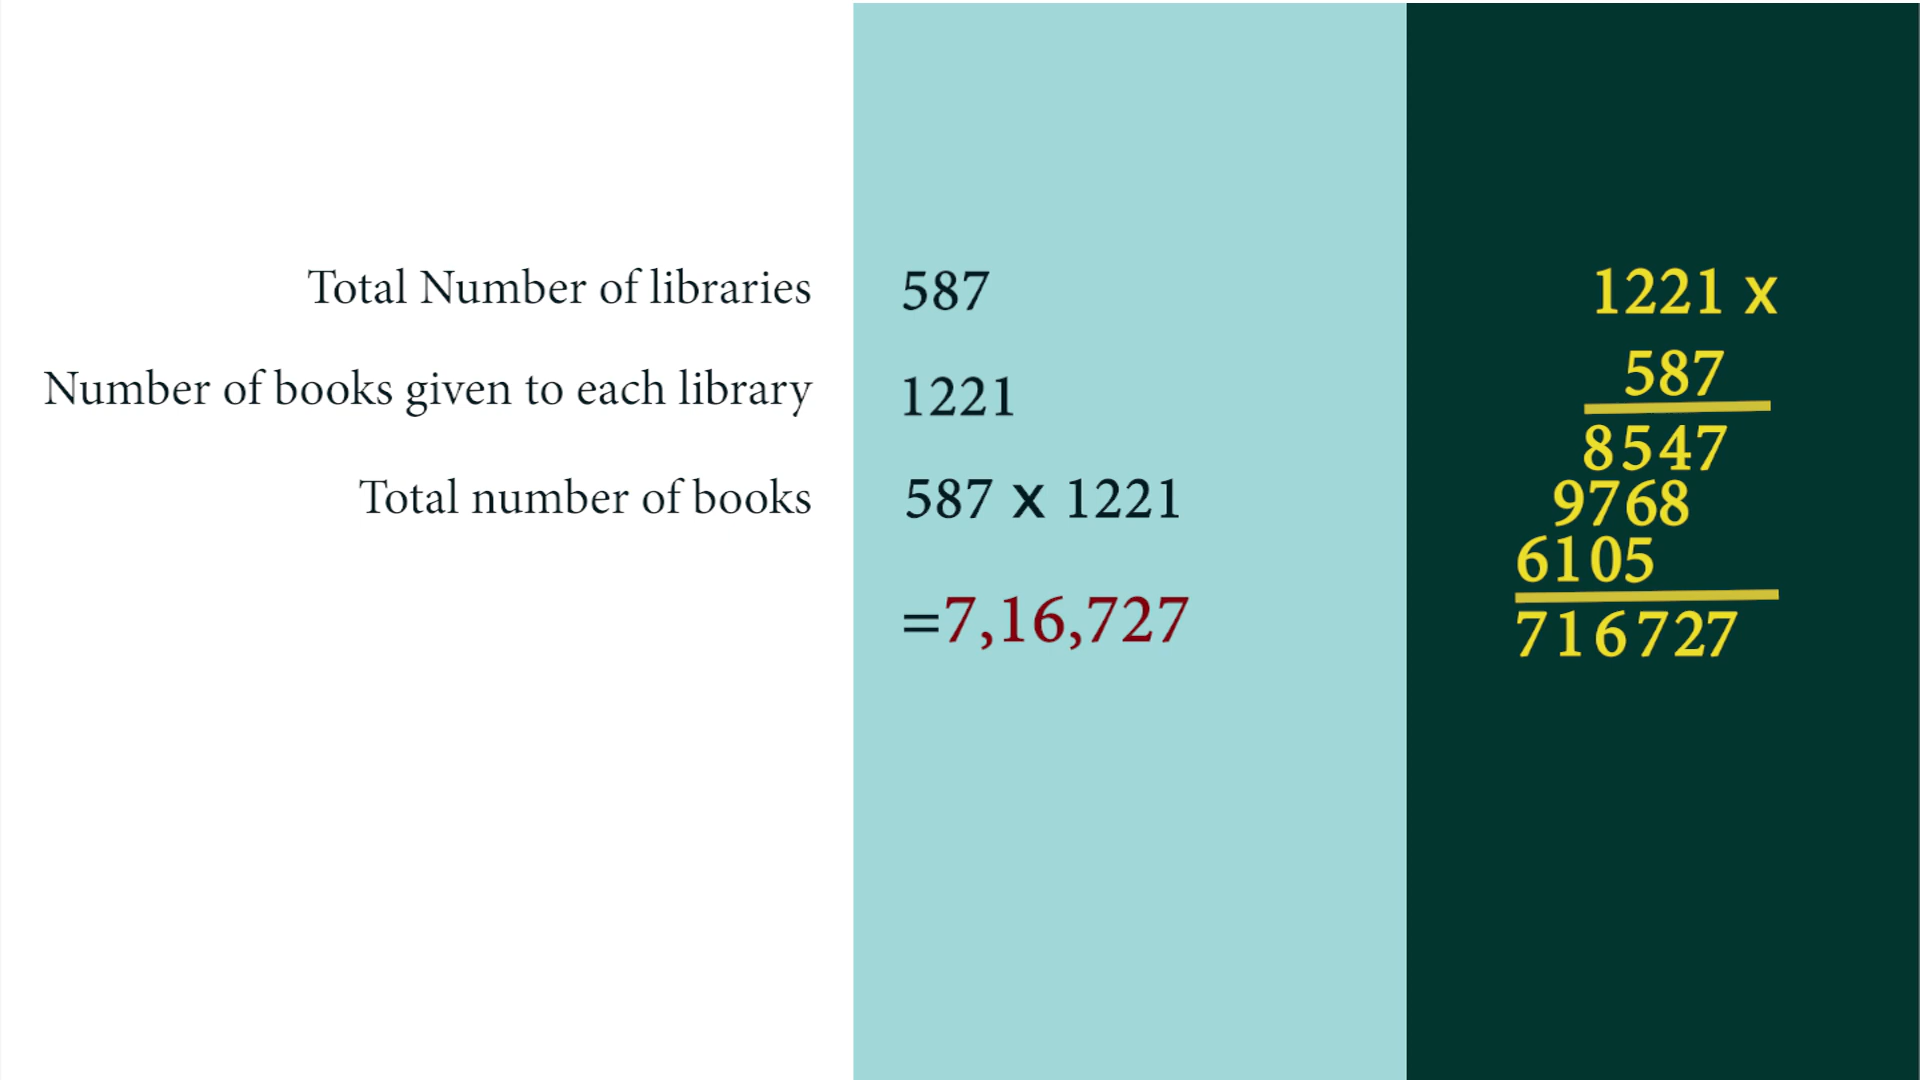 Total Number of libraries
587
Number of books given to each library
1221
Total number of books
587 x 1221
=7,16,727
1221 x
587
8547
9768
6105
716727